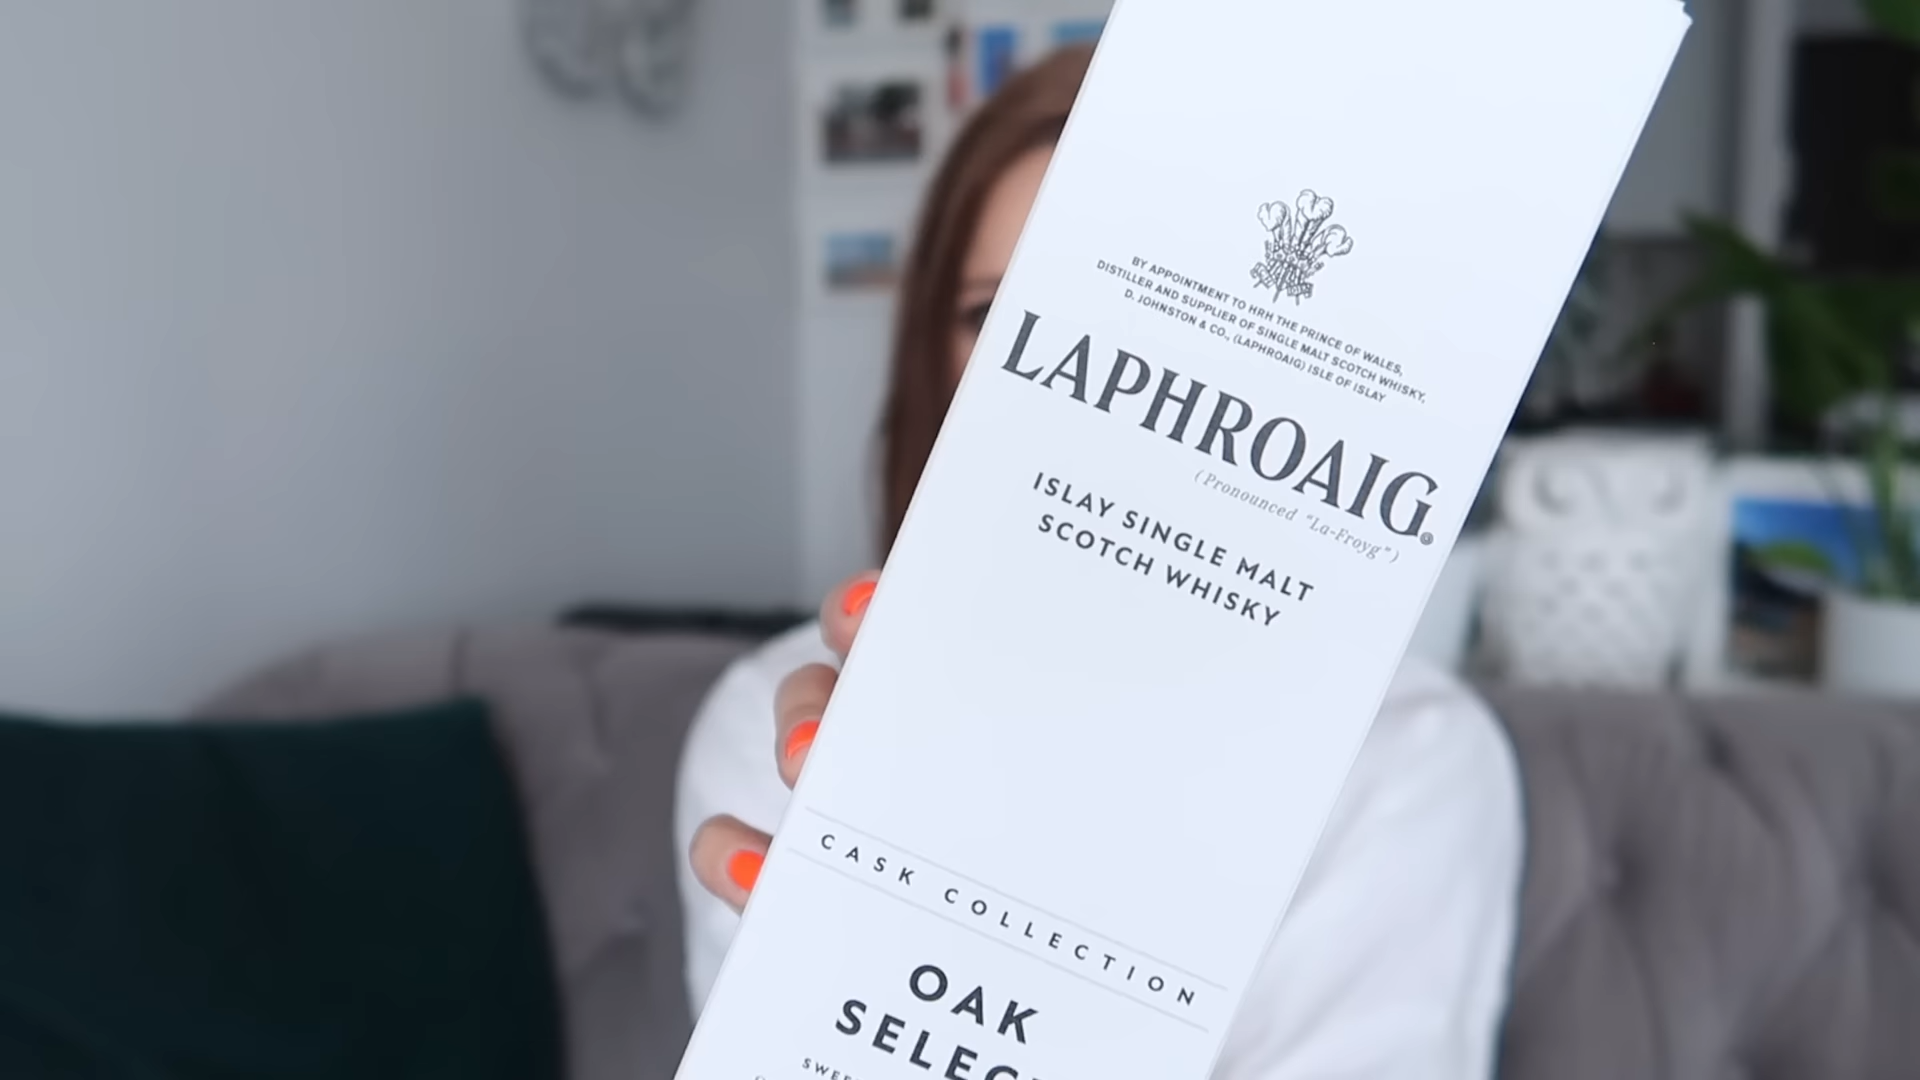 BY APPOINTMENT TO HRH THE PRINCE OF WALES,
DISTILLER AND SUPPLIER OF SINGLE MALT SCOTCH WHISKY,
D. JOHNSTON & CO., (LAPHROAIG) ISLE OF ISLAY
LAPHROAIG®
(Pronounced "La-Froyg")
ISLAY SINGLE MALT
SCOTCH WHISKY
CASK COLLECTION
OAK